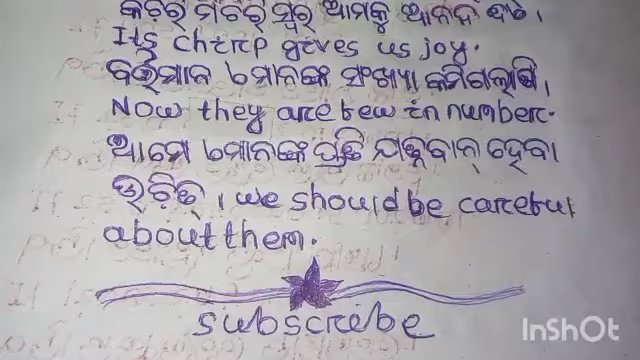 କିଚିରି ମିଚିରି ସ୍ୱର ଆମକୁ ଆନନ୍ଦ ଦିଏ ।
Its chirp gives us joy.
ବର୍ତ୍ତମାନ ସେମାନଙ୍କ ସଂଖ୍ୟା କମିଗଲାଣି ।
Now they are few in number.
ଆମେ ସେମାନଙ୍କ ପ୍ରତି ଯତ୍ନବାନ୍ ହେବା
ଉଚିତ୍ । we should be careful
about them.
subscribe
InShOt